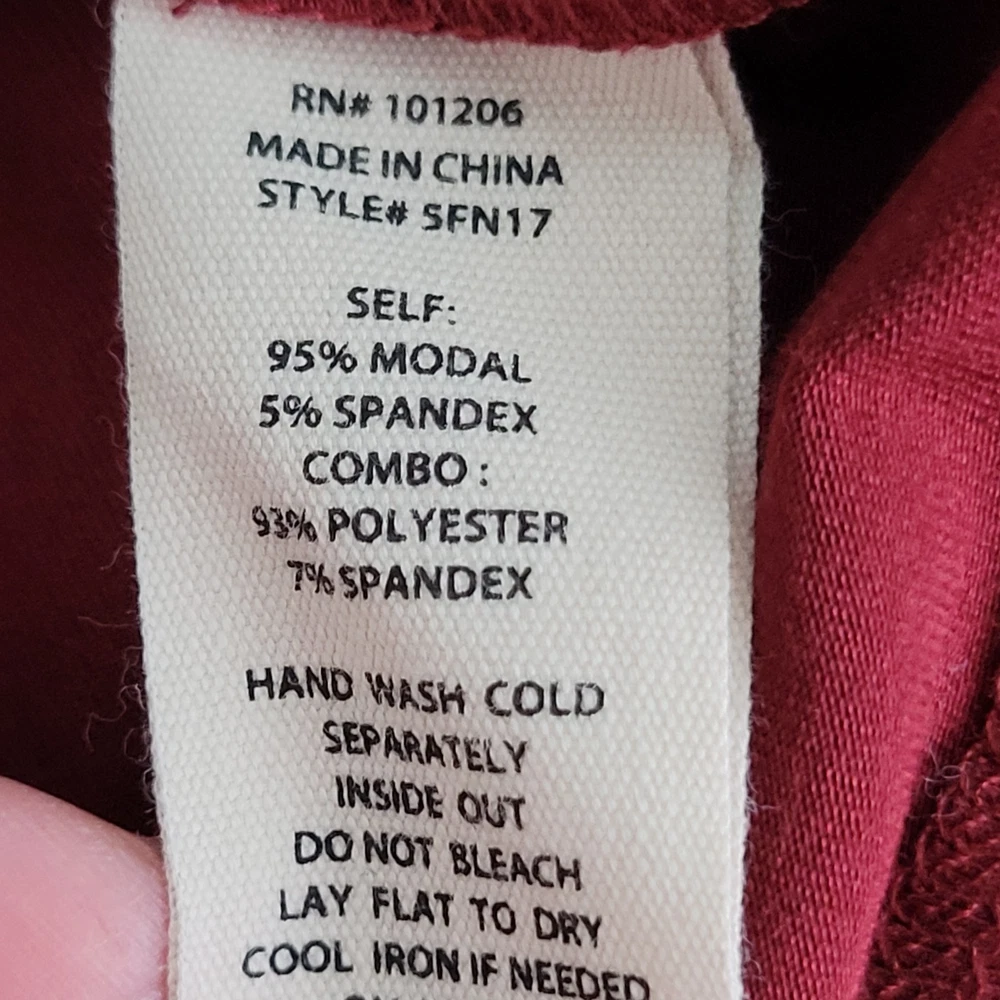 RN# 101206
MADE IN CHINA
STYLE# SFN17
SELF:
95% MODAL
5% SPANDEX
COMBO :
93% POLYESTER
7% SPANDEX
HAND WASH COLD
SEPARATELY
INSIDE OUT
DO NOT BLEACH
LAY FLAT TO DRY
COOL IRON IF NEEDED